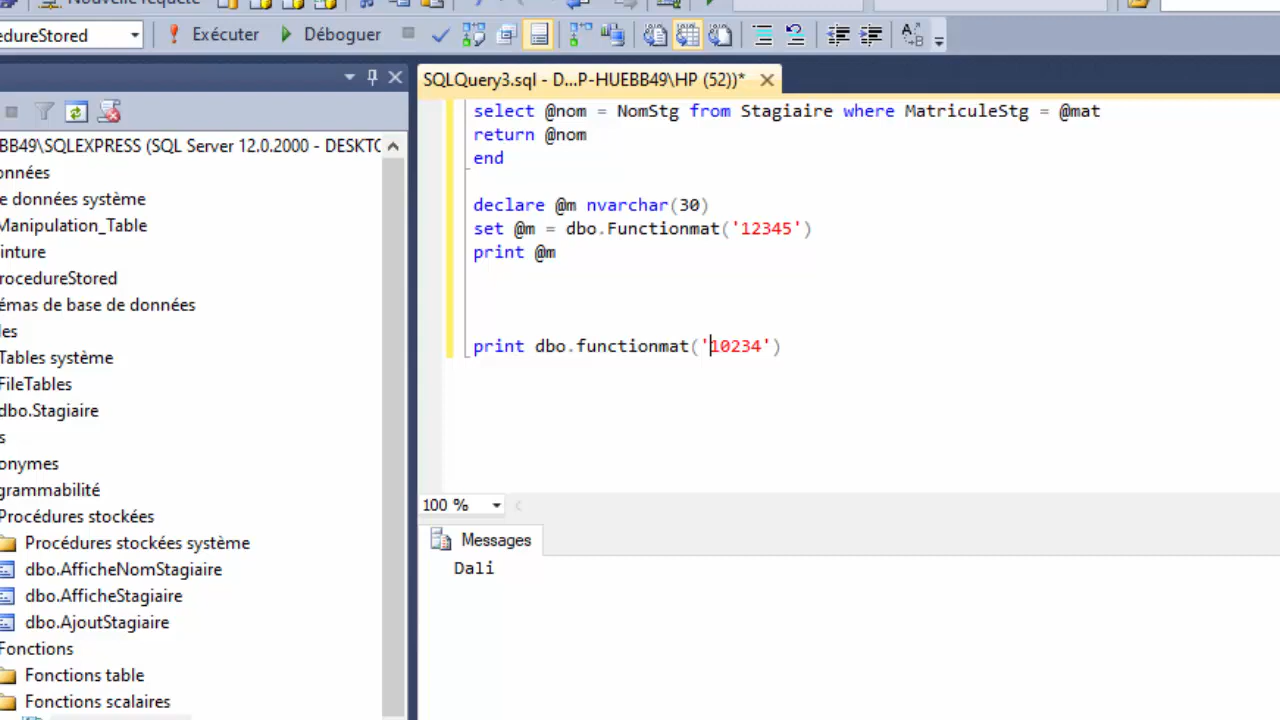 Nouvelle requête
edureStored
Exécuter
Déboguer
SQLQuery3.sql - D...P-HUEBB49\HP (52))*
BB49\SQLEXPRESS (SQL Server 12.0.2000 - DESKTO
onnées
e données système
Manipulation_Table
inture
rocedureStored
émas de base de données
les
Tables système
FileTables
dbo.Stagiaire
s
onymes
grammabilité
Procédures stockées
Procédures stockées système
dbo.AfficheNomStagiaire
dbo.AfficheStagiaire
dbo.AjoutStagiaire
Fonctions
Fonctions table
Fonctions scalaires
select @nom = NomStg from Stagiaire where MatriculeStg = @mat
return @nom
end
declare @m nvarchar(30)
set @m = dbo.Functionmat('12345')
print @m
print dbo.functionmat('10234')
100 %
Messages
Dali